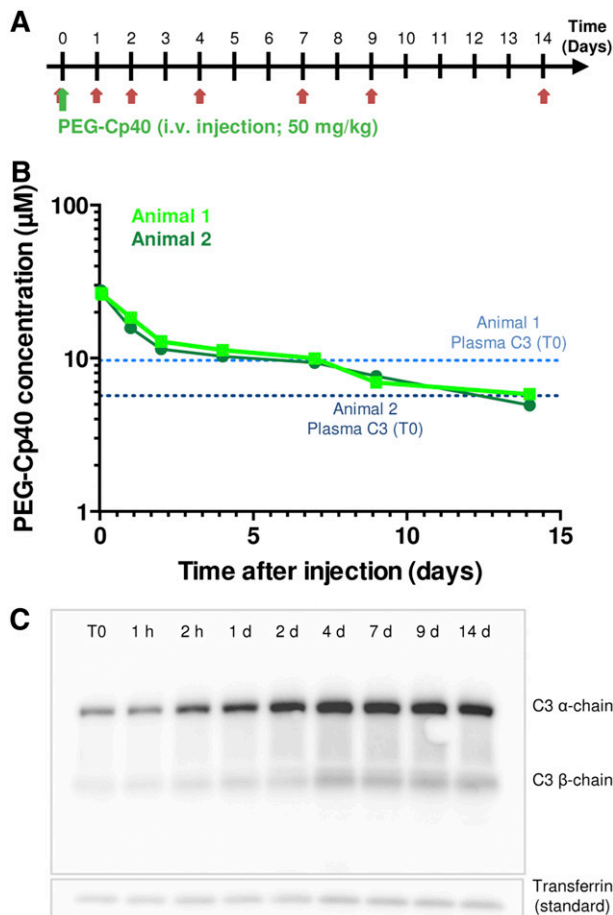 A
0 1 2 3 4 5 6 7 8 9 10 11 12 13 14
Time
(Days)
PEG-Cp40 (i.v. injection; 50 mg/kg)
B
PEG-Cp40 concentration (µM)
100
10
1
Animal 1
Animal 2
Animal 1
Plasma C3 (T0)
Animal 2
Plasma C3 (T0)
0 5 10 15
Time after injection (days)
C
T0 1 h 2 h 1 d 2 d 4 d 7 d 9 d 14 d
C3 α-chain
C3 β-chain
Transferrin
(standard)